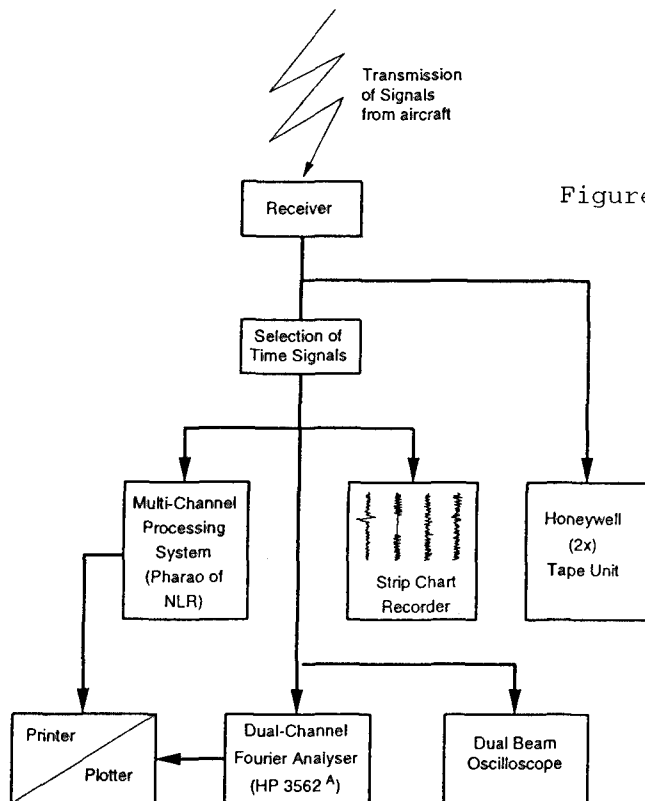 Transmission
of Signals
from aircraft
Receiver
Figure
Selection of
Time Signals
Multi-Channel
Processing
System
(Pharao of
NLR)
Strip Chart
Recorder
Honeywell
(2x)
Tape Unit
Printer
Plotter
Dual-Channel
Fourier Analyser
(HP 3562 A)
Dual Beam
Oscilloscope